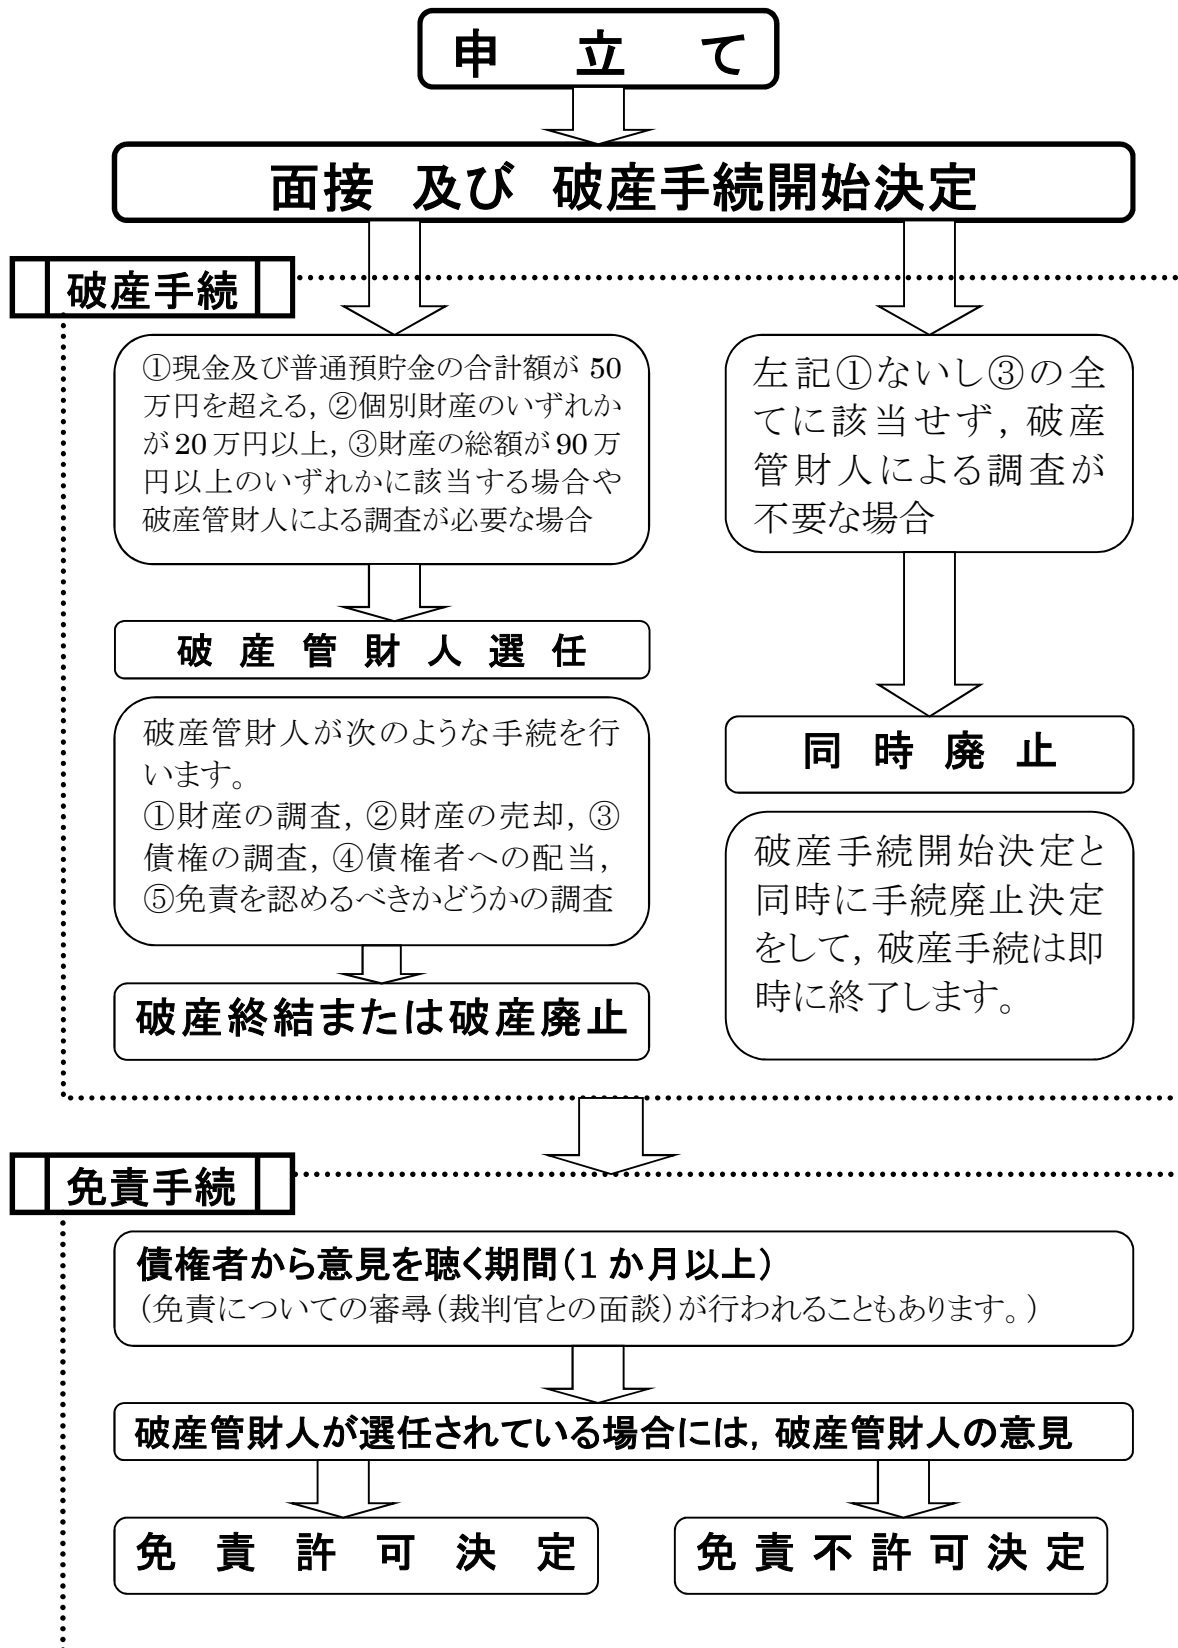 申立て
面接 及び 破産手続開始決定
破産手続
①現金及び普通預貯金の合計額が 50
万円を超える，②個別財産のいずれか
が 20 万円以上，③財産の総額が 90 万
円以上のいずれかに該当する場合や
破産管財人による調査が必要な場合
左記①ないし③の全
てに該当せず，破産
管財人による調査が
不要な場合
破産管財人選任
破産管財人が次のような手続を行
います。
①財産の調査，②財産の売却，③
債権の調査，④債権者への配当，
⑤免責を認めるべきかどうかの調査
破産終結または破産廃止
同時廃止
破産手続開始決定と
同時に手続廃止決定
をして，破産手続は即
時に終了します。
免責手続
債権者から意見を聴く期間（1 か月以上）
（免責についての審尋（裁判官との面談）が行われることもあります。）
破産管財人が選任されている場合には，破産管財人の意見
免責許可決定
免責不許可決定